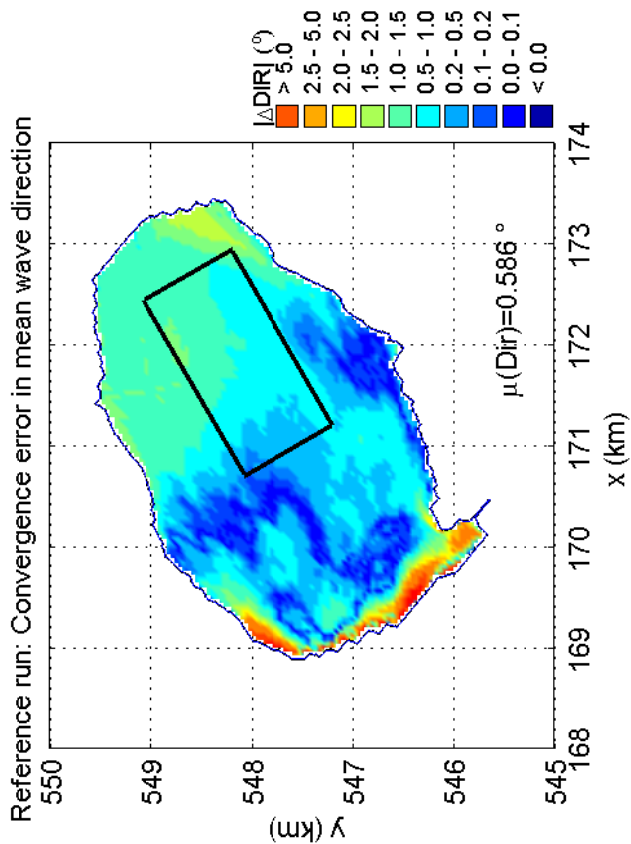 Reference run: Convergence error in mean wave direction
|ΔDIR| (°)
> 5.0
2.5 - 5.0
2.0 - 2.5
1.5 - 2.0
1.0 - 1.5
0.5 - 1.0
0.2 - 0.5
0.1 - 0.2
0.0 - 0.1
< 0.0
550
549
548
547
546
545
y (km)
μ(Dir)=0.586 °
168
169
170
171
172
173
174
x (km)